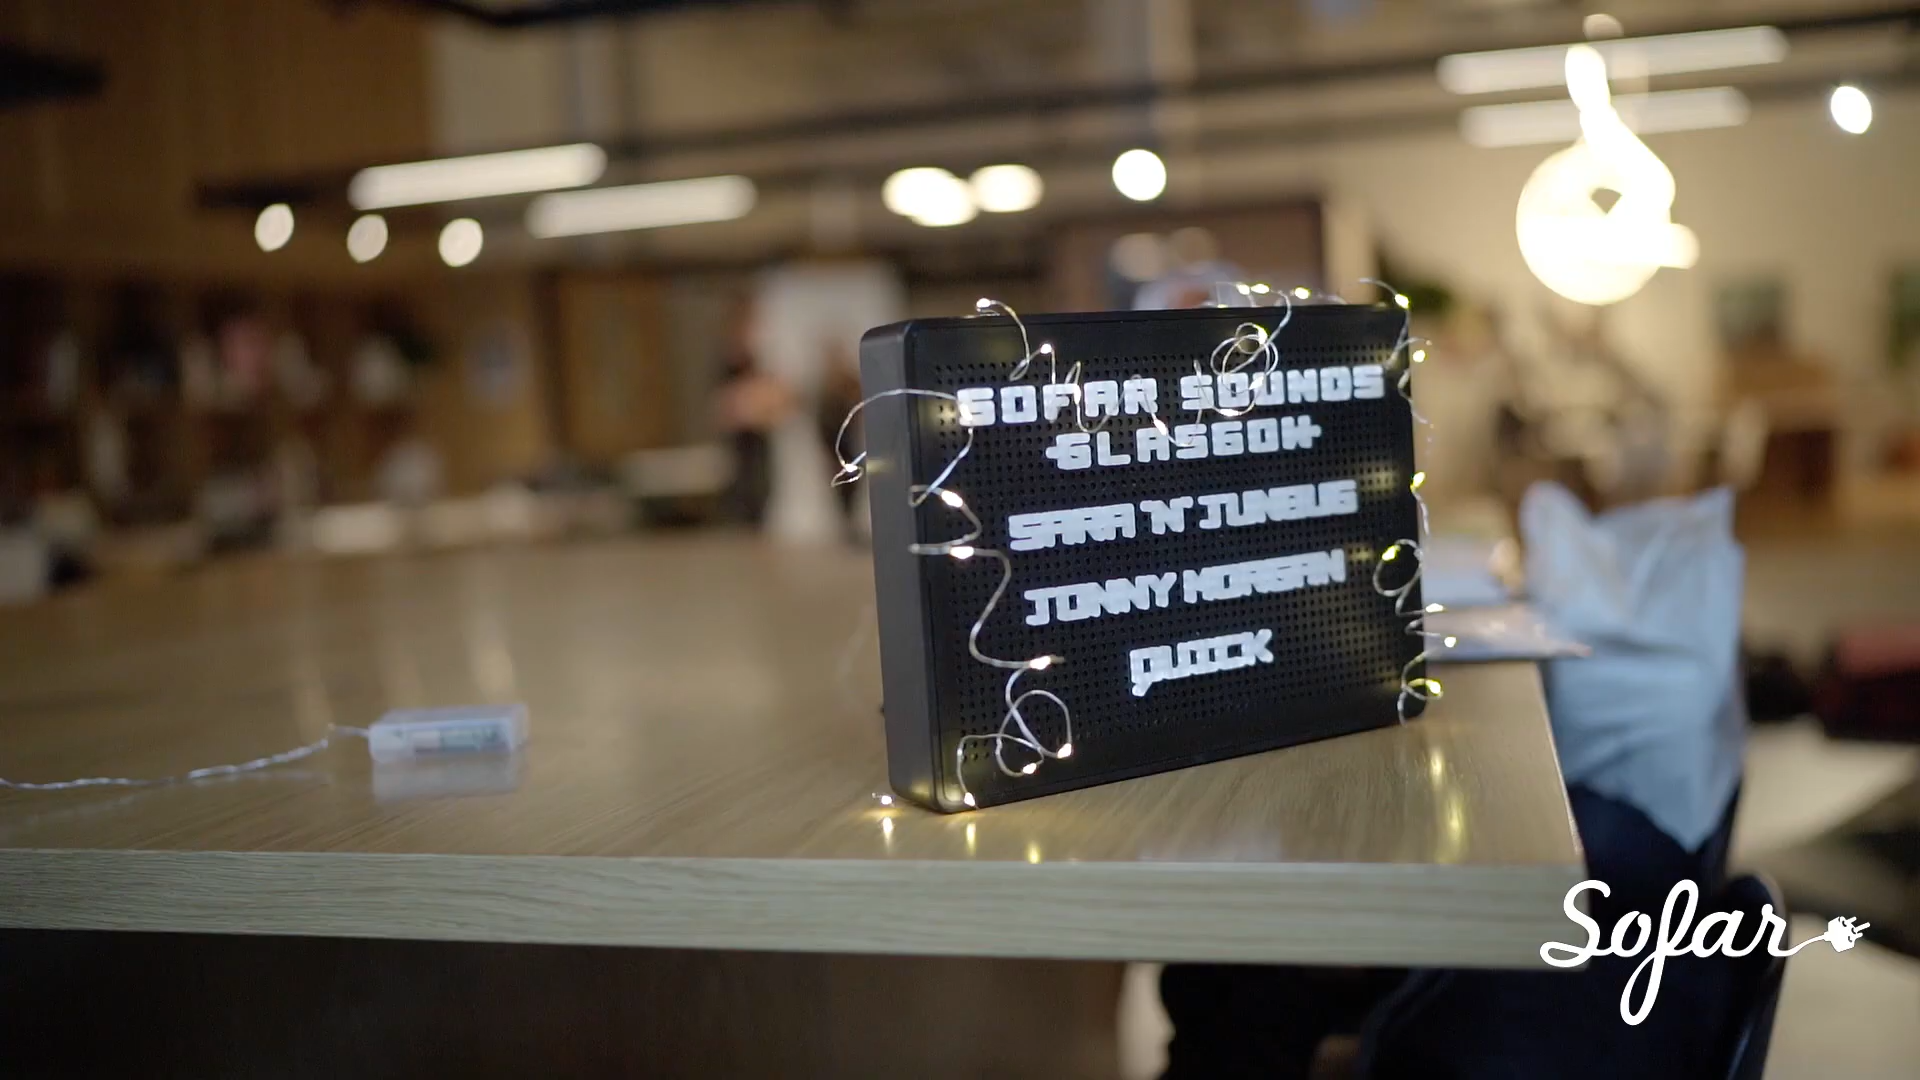 SOFAR SOUNDS
GLASGOW
SARA 'N' JUNBUG
JONNY MORGAN
QUICK
Sofar